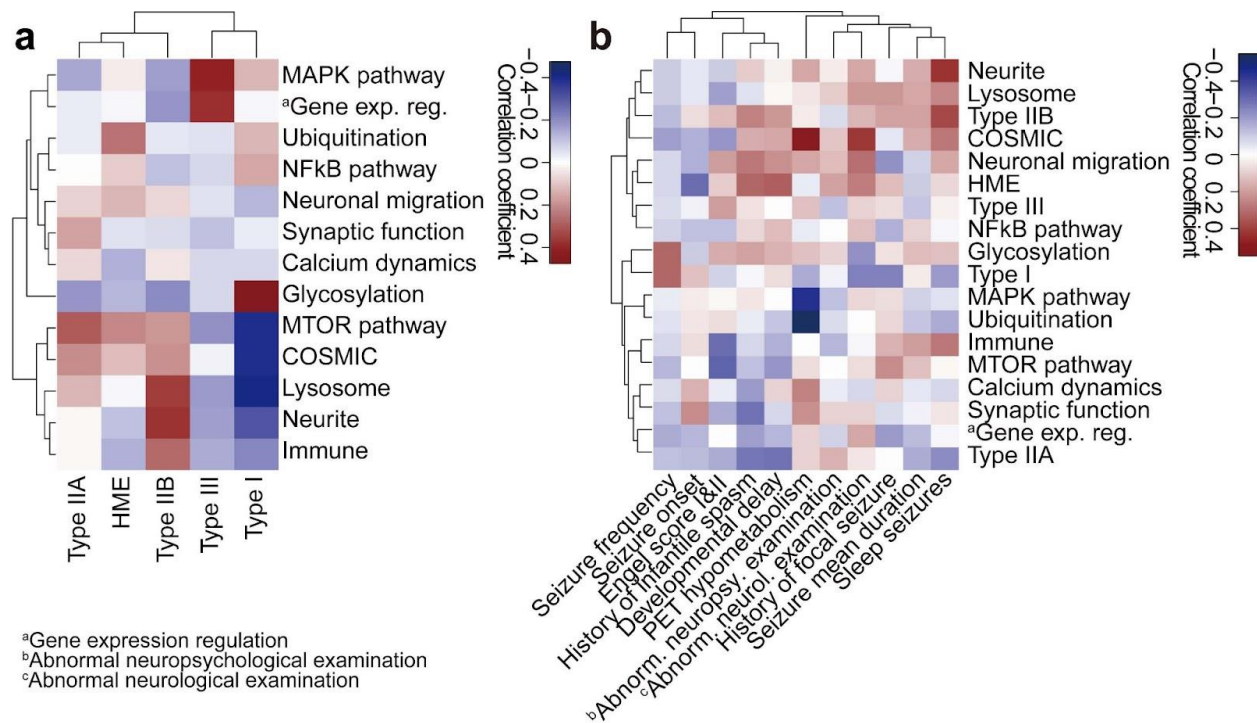 a
−0.4
−0.2
0
0.2
0.4
Correlation coefficient
MAPK pathway
aGene exp. reg.
Ubiquitination
NFkB pathway
Neuronal migration
Synaptic function
Calcium dynamics
Glycosylation
MTOR pathway
COSMIC
Lysosome
Neurite
Immune
Type IIA
HME
Type IIB
Type III
Type I
b
−0.4
−0.2
0
0.2
0.4
Correlation coefficient
Neurite
Lysosome
Type IIB
COSMIC
Neuronal migration
HME
Type III
NFkB pathway
Glycosylation
Type I
MAPK pathway
Ubiquitination
Immune
MTOR pathway
Calcium dynamics
Synaptic function
aGene exp. reg.
Type IIA
Seizure frequency
Seizure onset
Engel score I&II
History of infantile spasm
Developmental delay
PET hypometabolism
bAbnorm. neuropsy. examination
cAbnorm. neurol. examination
History of focal seizure
Seizure mean duration
Sleep seizures
aGene expression regulation
bAbnormal neuropsychological examination
cAbnormal neurological examination